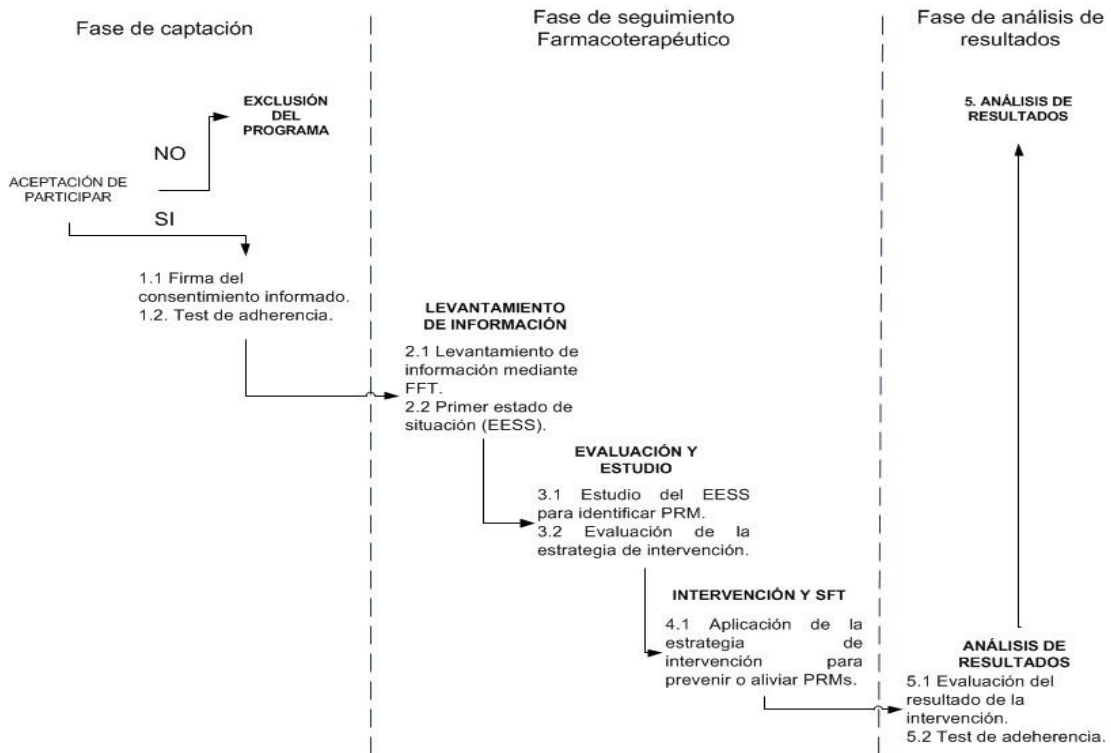 Fase de captación
Fase de seguimiento
Farmacoterapéutico
Fase de análisis de
resultados
EXCLUSIÓN
DEL
PROGRAMA
NO
ACEPTACIÓN DE
PARTICIPAR
SI
1.1 Firma del
consentimiento informado.
1.2. Test de adherencia.
LEVANTAMIENTO
DE INFORMACIÓN
2.1 Levantamiento de
información mediante
FFT.
2.2 Primer estado de
situación (EESS).
EVALUACIÓN Y
ESTUDIO
3.1 Estudio del EESS
para identificar PRM.
3.2 Evaluación de la
estrategia de intervención.
INTERVENCIÓN Y SFT
4.1 Aplicación de la
estrategia de
intervención para
prevenir o aliviar PRMs.
5. ANÁLISIS DE
RESULTADOS
ANÁLISIS DE
RESULTADOS
5.1 Evaluación del
resultado de la
intervención.
5.2 Test de adeherencia.